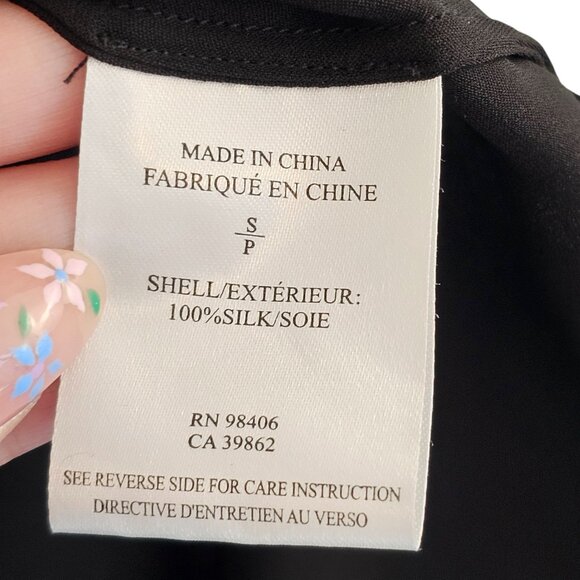 MADE IN CHINA
FABRIQUÉ EN CHINE
S
P
SHELL/EXTÉRIEUR:
100%SILK/SOIE
RN 98406
CA 39862
SEE REVERSE SIDE FOR CARE INSTRUCTION
DIRECTIVE D'ENTRETIEN AU VERSO